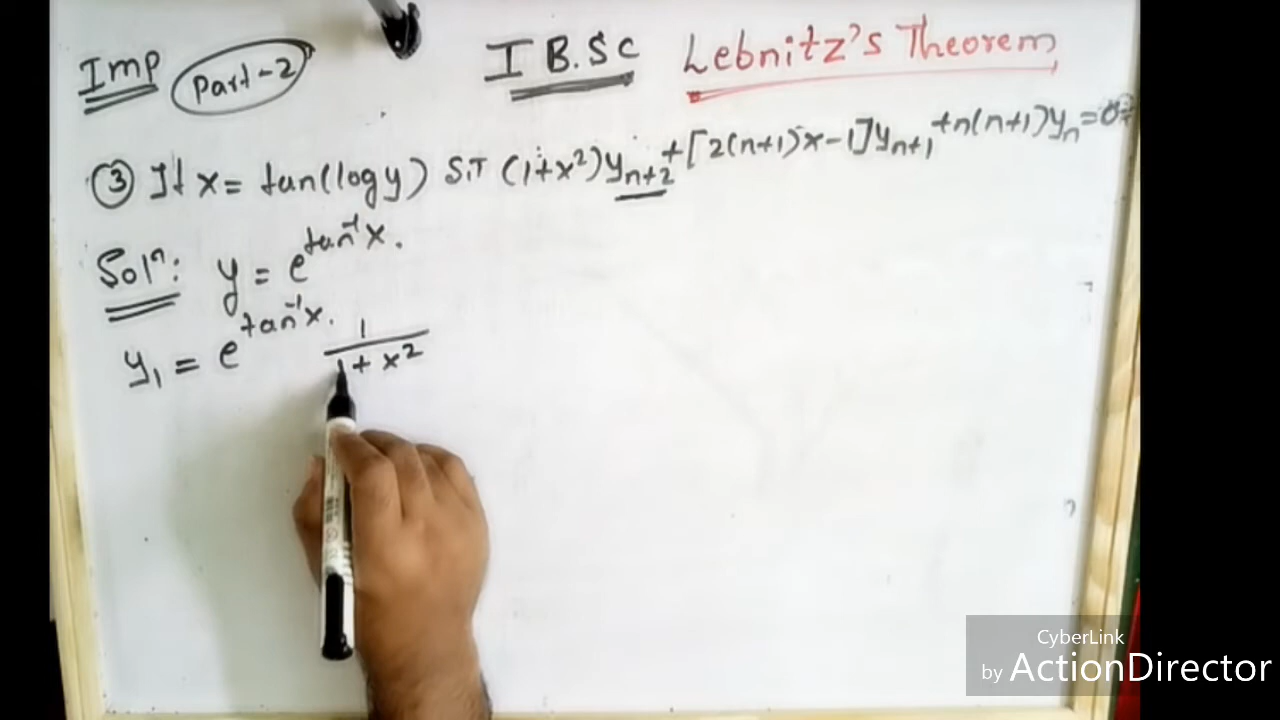 Imp Part-2 I B.Sc Lebnitz's Theorem
③ If x = tan(log y) S.T (1+x²)yₙ₊₂ + [2(n+1)x-1]yₙ₊₁ + n(n+1)yₙ = 0
Solⁿ: y = e^tan⁻¹x.
y₁ = e^tan⁻¹x. 1/(1+x²)
CyberLink
by ActionDirector